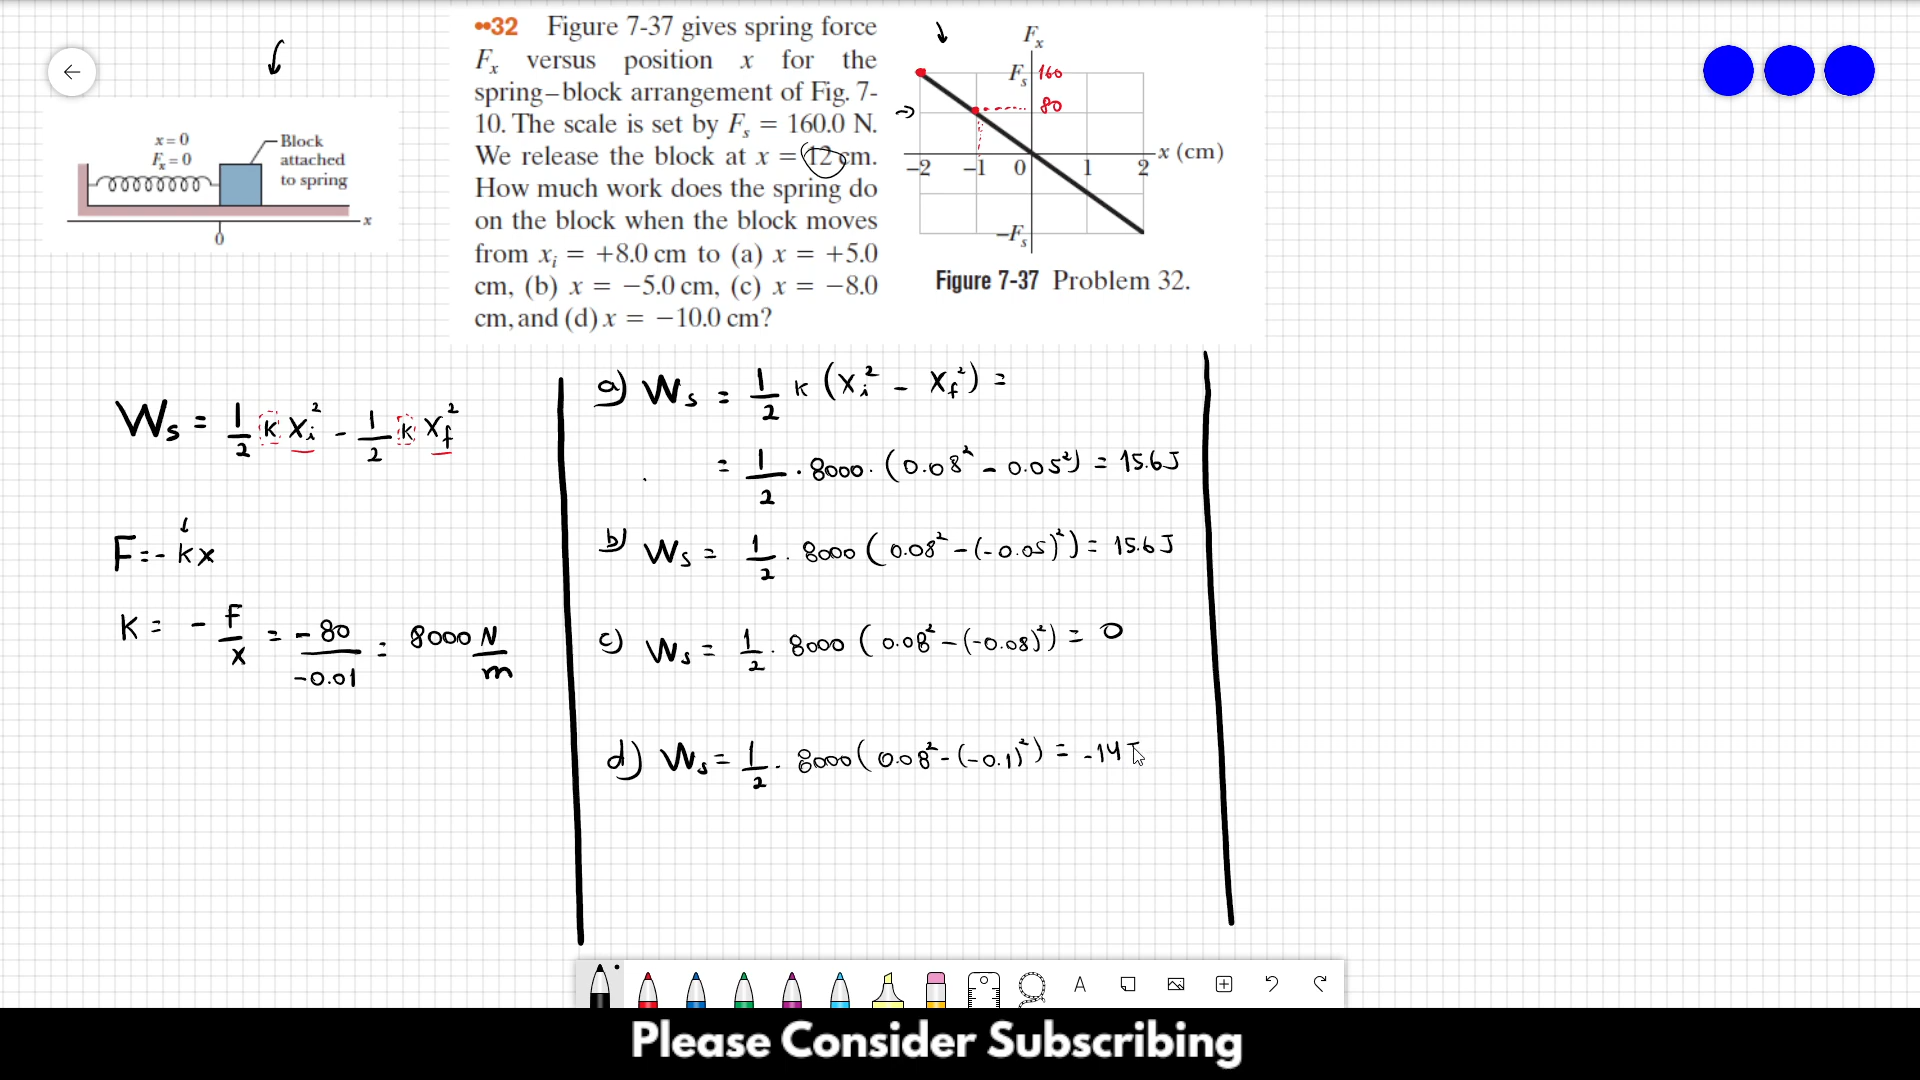 x = 0
Fx = 0
Block
attached
to spring
x
0
••32 Figure 7-37 gives spring force
Fx versus position x for the
spring–block arrangement of Fig. 7-
10. The scale is set by Fs = 160.0 N.
We release the block at x = 12 cm.
How much work does the spring do
on the block when the block moves
from xi = +8.0 cm to (a) x = +5.0
cm, (b) x = −5.0 cm, (c) x = −8.0
cm, and (d) x = −10.0 cm?
Fx
Fs 160
80
x (cm)
−2 −1 0 1 2
−Fs
Figure 7-37 Problem 32.
Ws = 1/2 k xi² - 1/2 k xf²
F = - kx
K = - F/x = - 80/-0.01 = 8000 N/m
a) Ws = 1/2 k (xi² - xf²) =
= 1/2 · 8000 · (0.08² - 0.05²) = 15.6 J
b) Ws = 1/2 · 8000 (0.08² - (-0.05)²) = 15.6 J
c) Ws = 1/2 · 8000 (0.08² - (-0.08)²) = 0
d) Ws = 1/2 · 8000 (0.08² - (-0.1)²) = -14 J
A
Please Consider Subscribing